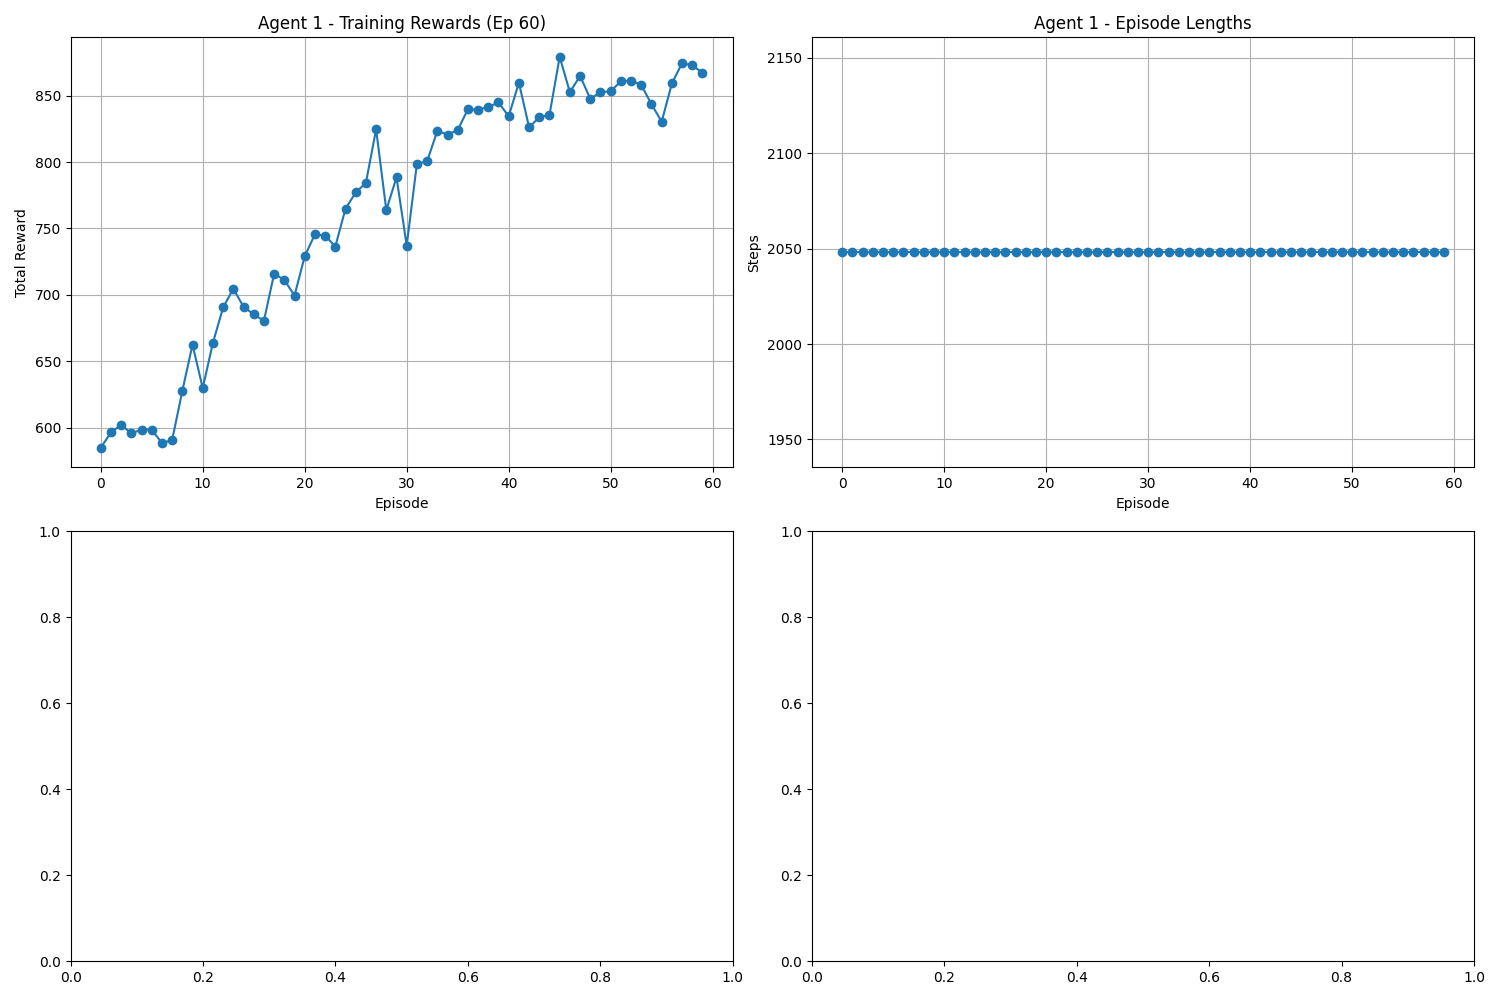 Agent 1 - Training Rewards (Ep 60)
Total Reward
850
800
750
700
650
600
0 10 20 30 40 50 60
Episode
Agent 1 - Episode Lengths
Steps
2150
2100
2050
2000
1950
0 10 20 30 40 50 60
Episode
1.0
0.8
0.6
0.4
0.2
0.0
0.0 0.2 0.4 0.6 0.8 1.0
1.0
0.8
0.6
0.4
0.2
0.0
0.0 0.2 0.4 0.6 0.8 1.0